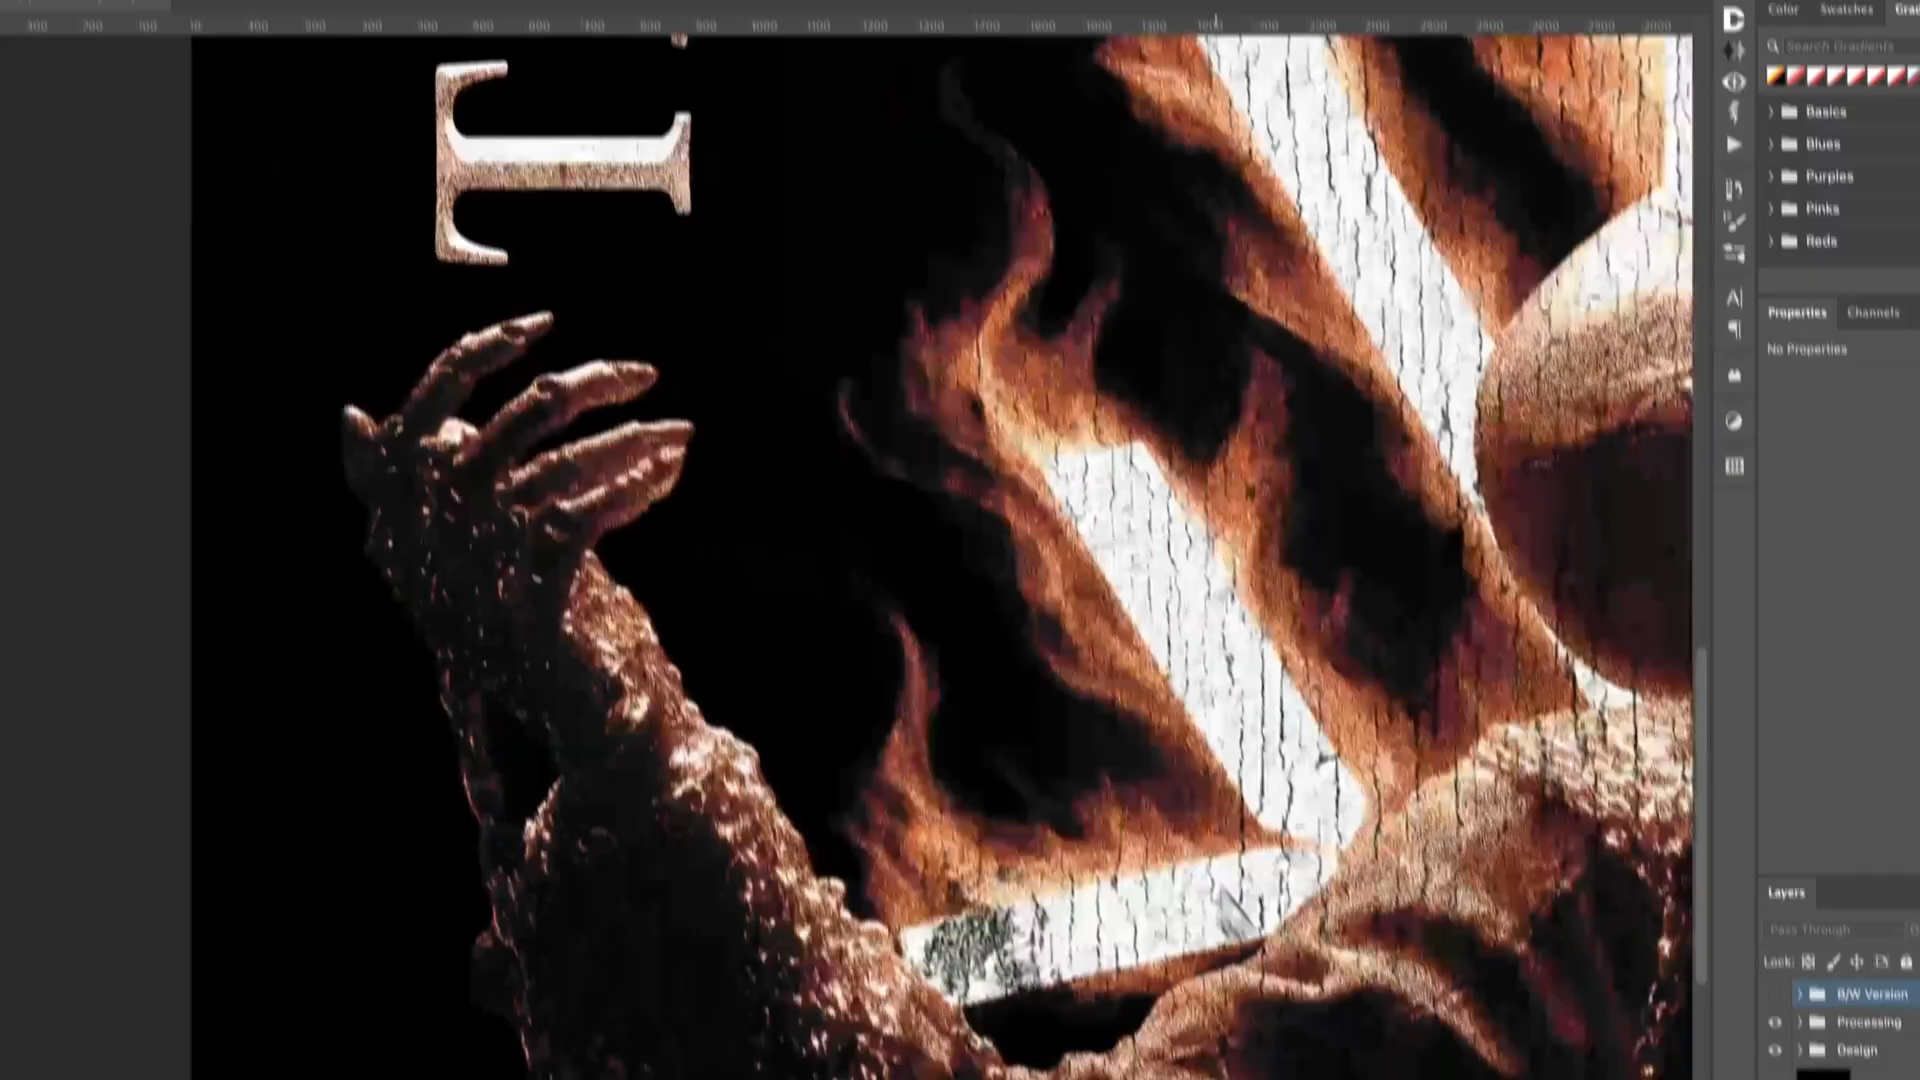 Color Swatches
Search Gradients
Basics
Blues
Purples
Pinks
Reds
Properties Channels
No Properties
Layers
Pass Through
Lock:
B/W Version
Processing
Design
T